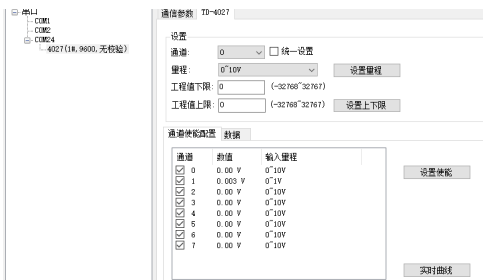 串口
COM1
COM2
COM24
4027(1#,9600,无校验)
通信参数 TD-4027
设置
通道: 0 统一设置
量程: 0~10V 设置量程
工程值下限: 0 (-32768~32767)
工程值上限: 0 (-32768~32767) 设置上下限
通道使能配置 数据
通道 数值 输入量程
0 0.00 V 0~10V
1 0.003 V 0~1V
2 0.00 V 0~10V
3 0.00 V 0~10V
4 0.00 V 0~10V
5 0.00 V 0~10V
6 0.00 V 0~10V
7 0.00 V 0~10V
设置使能
实时曲线